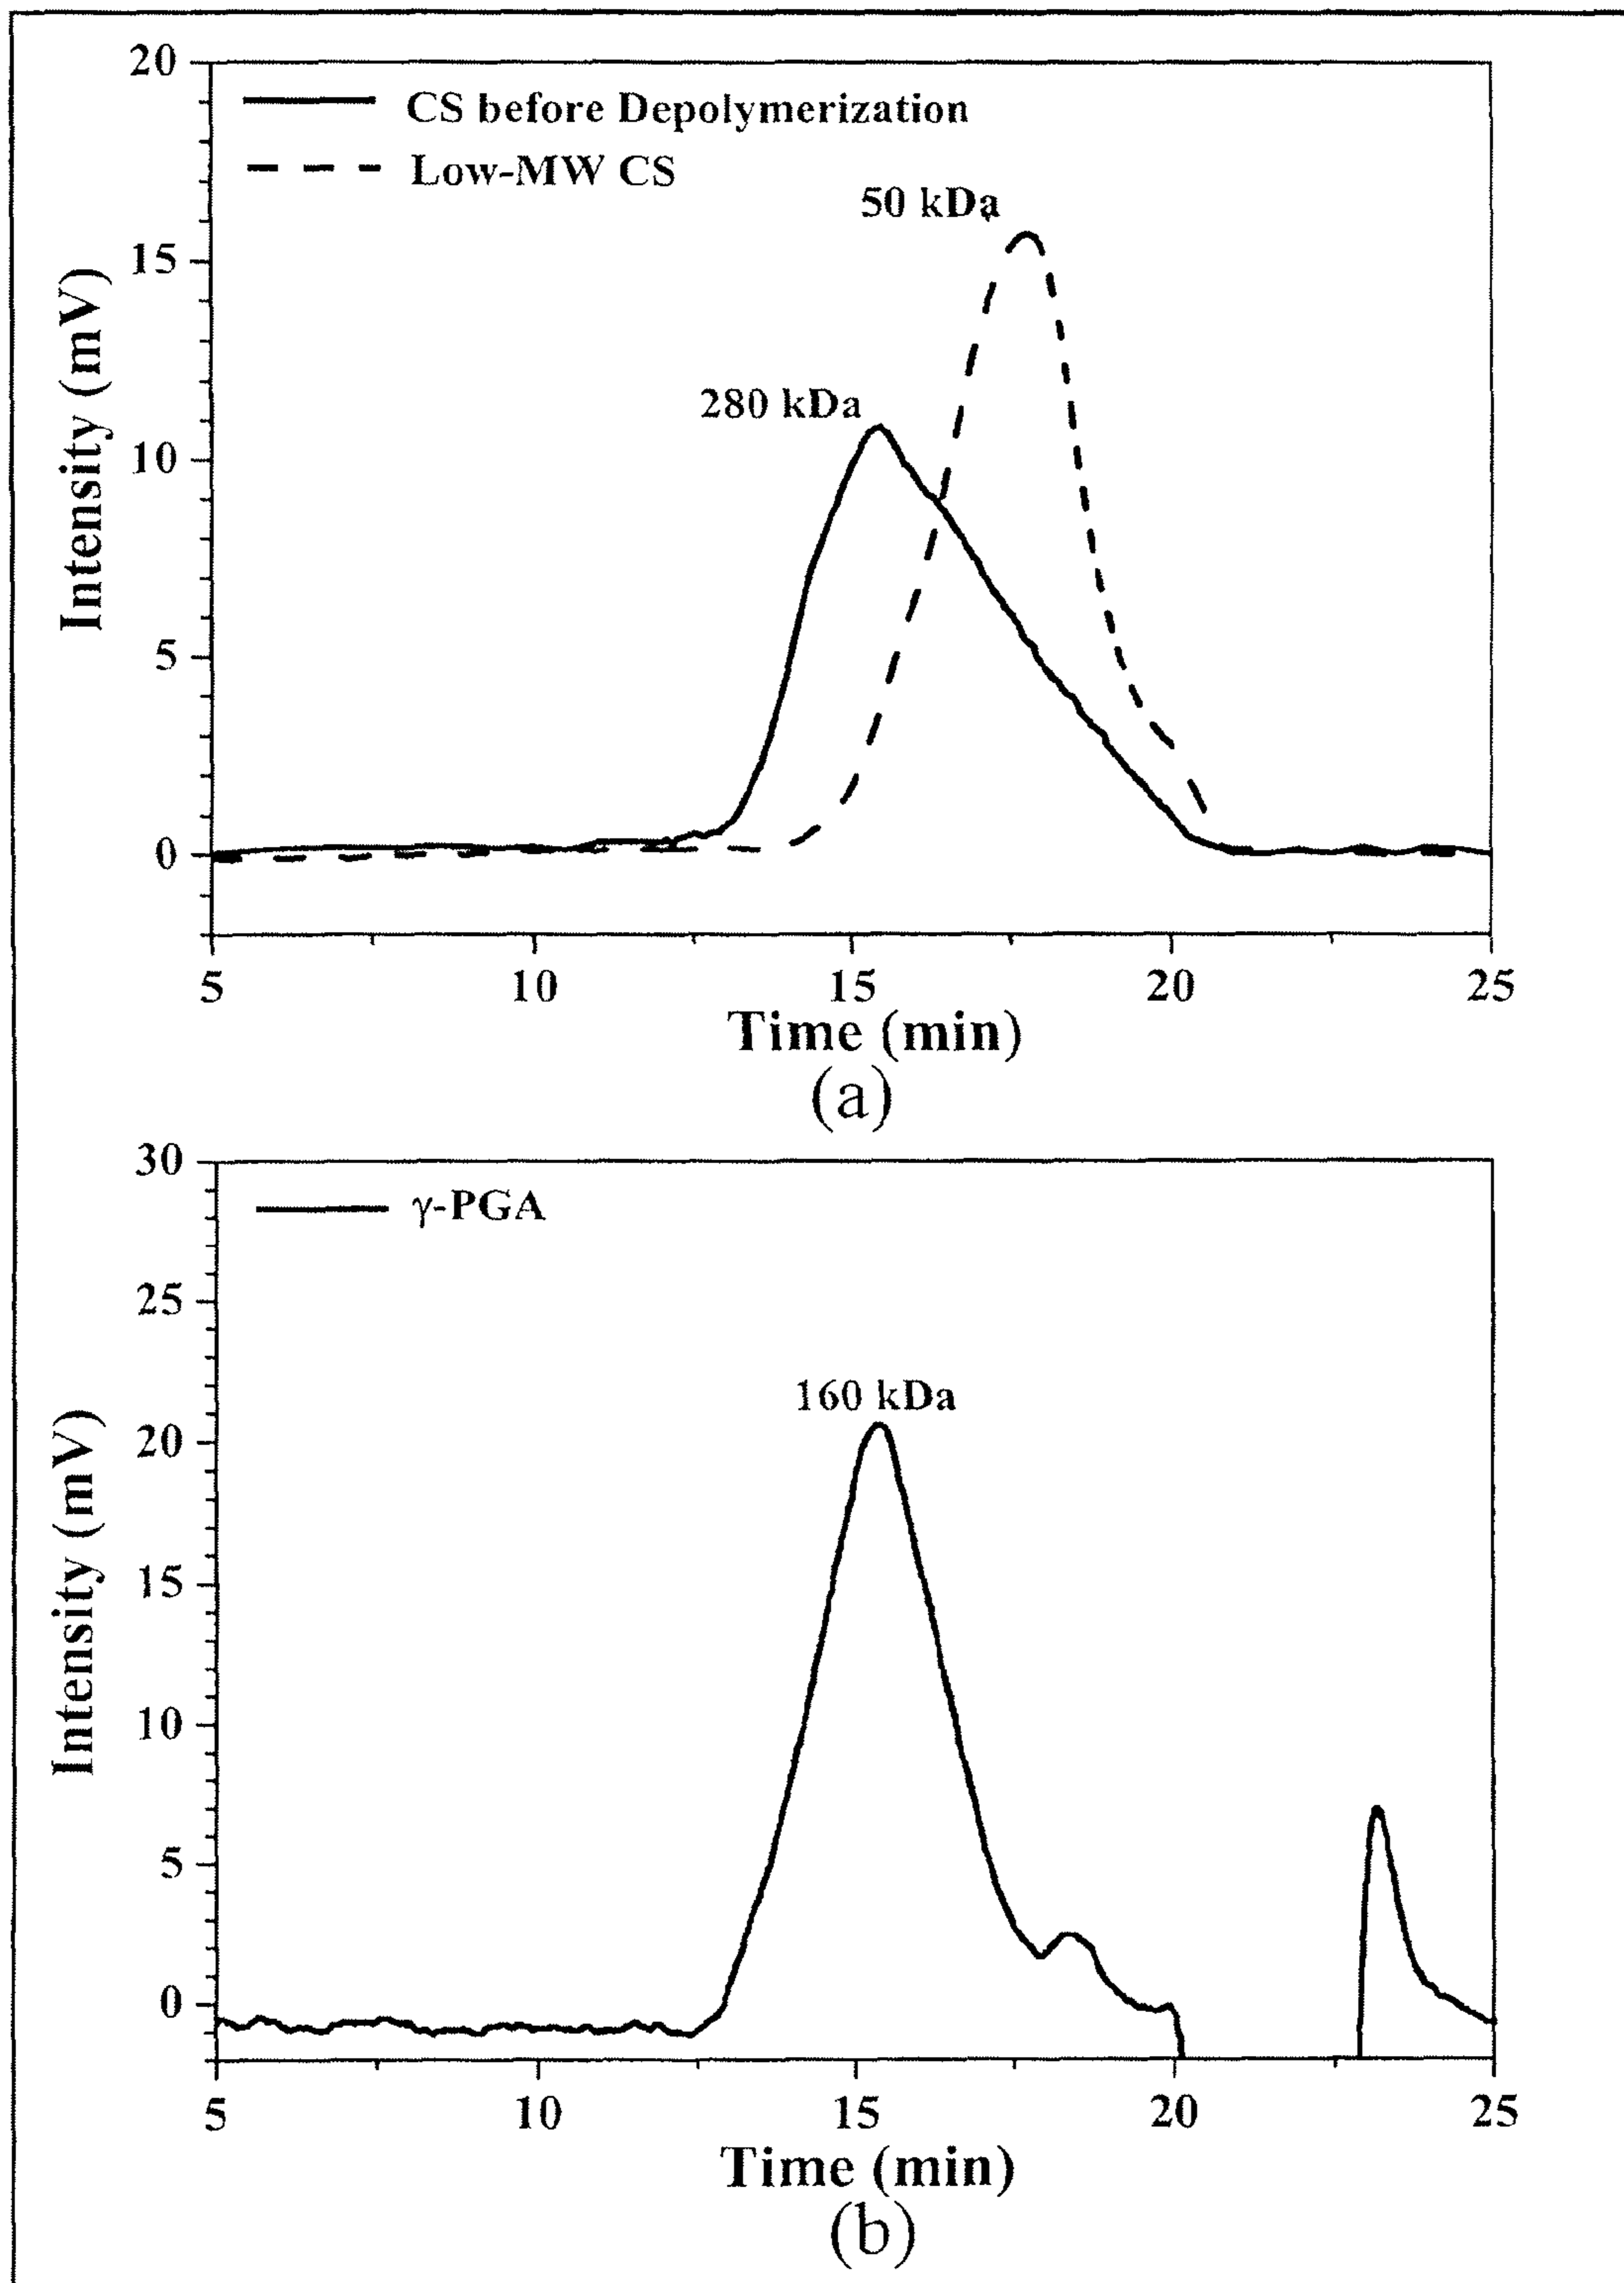 20
CS before Depolymerization
Low-MW CS
50 kDa
15
280 kDa
10
Intensity (mV)
5
0
5 10 15 20 25
Time (min)
(a)
30
γ-PGA
25
160 kDa
20
Intensity (mV)
15
10
5
0
5 10 15 20 25
Time (min)
(b)